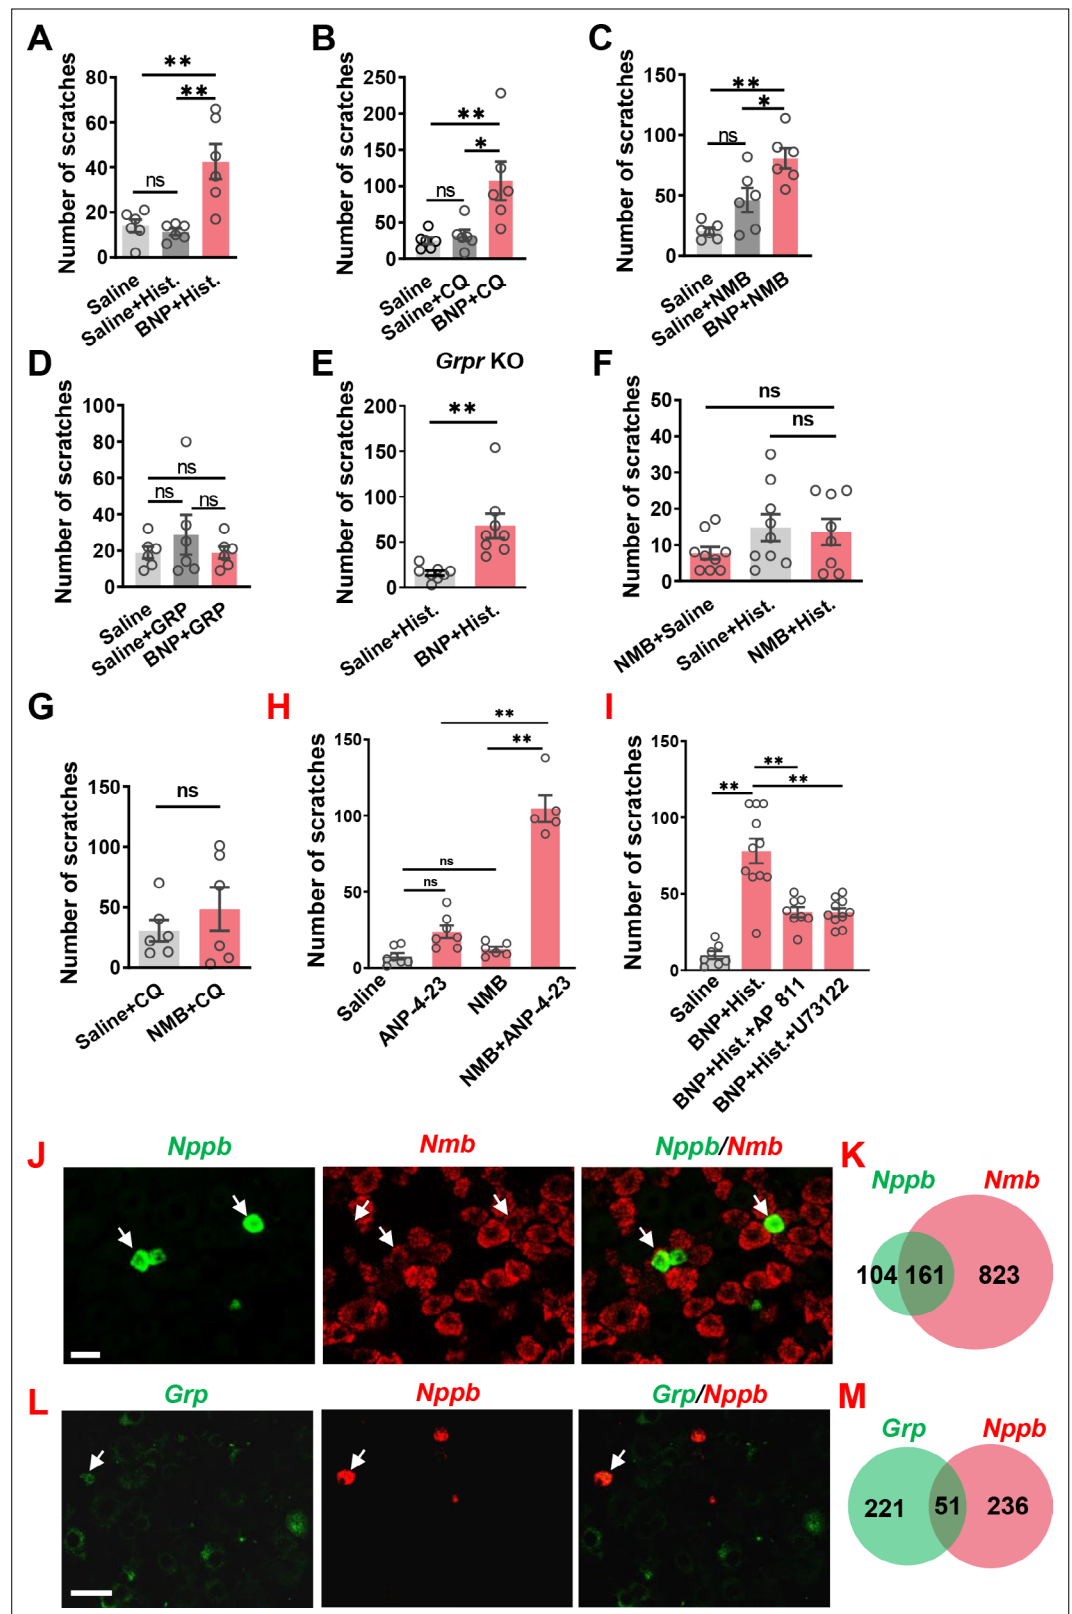 A
Number of scratches
80
60
40
20
0
**
**
ns
Saline
Saline+Hist.
BNP+Hist.
B
Number of scratches
250
200
150
100
50
0
**
*
ns
Saline
Saline+CQ
BNP+CQ
C
Number of scratches
150
100
50
0
**
*
ns
Saline
Saline+NMB
BNP+NMB
D
Number of scratches
100
80
60
40
20
0
ns
ns
ns
Saline
Saline+GRP
BNP+GRP
E
Grpr KO
Number of scratches
200
150
100
50
0
**
Saline+Hist.
BNP+Hist.
F
Number of scratches
50
40
30
20
10
0
ns
ns
NMB+Saline
Saline+Hist.
NMB+Hist.
G
Number of scratches
150
100
50
0
ns
Saline+CQ
NMB+CQ
H
Number of scratches
150
100
50
0
**
**
ns
ns
Saline
ANP-4-23
NMB
NMB+ANP-4-23
I
Number of scratches
150
100
50
0
**
**
**
Saline
BNP+Hist.
BNP+Hist.+AP 811
BNP+Hist.+U73122
J
Nppb
Nmb
Nppb/Nmb
K
Nppb
Nmb
104
161
823
L
Grp
Nppb
Grp/Nppb
M
Grp
Nppb
221
51
236